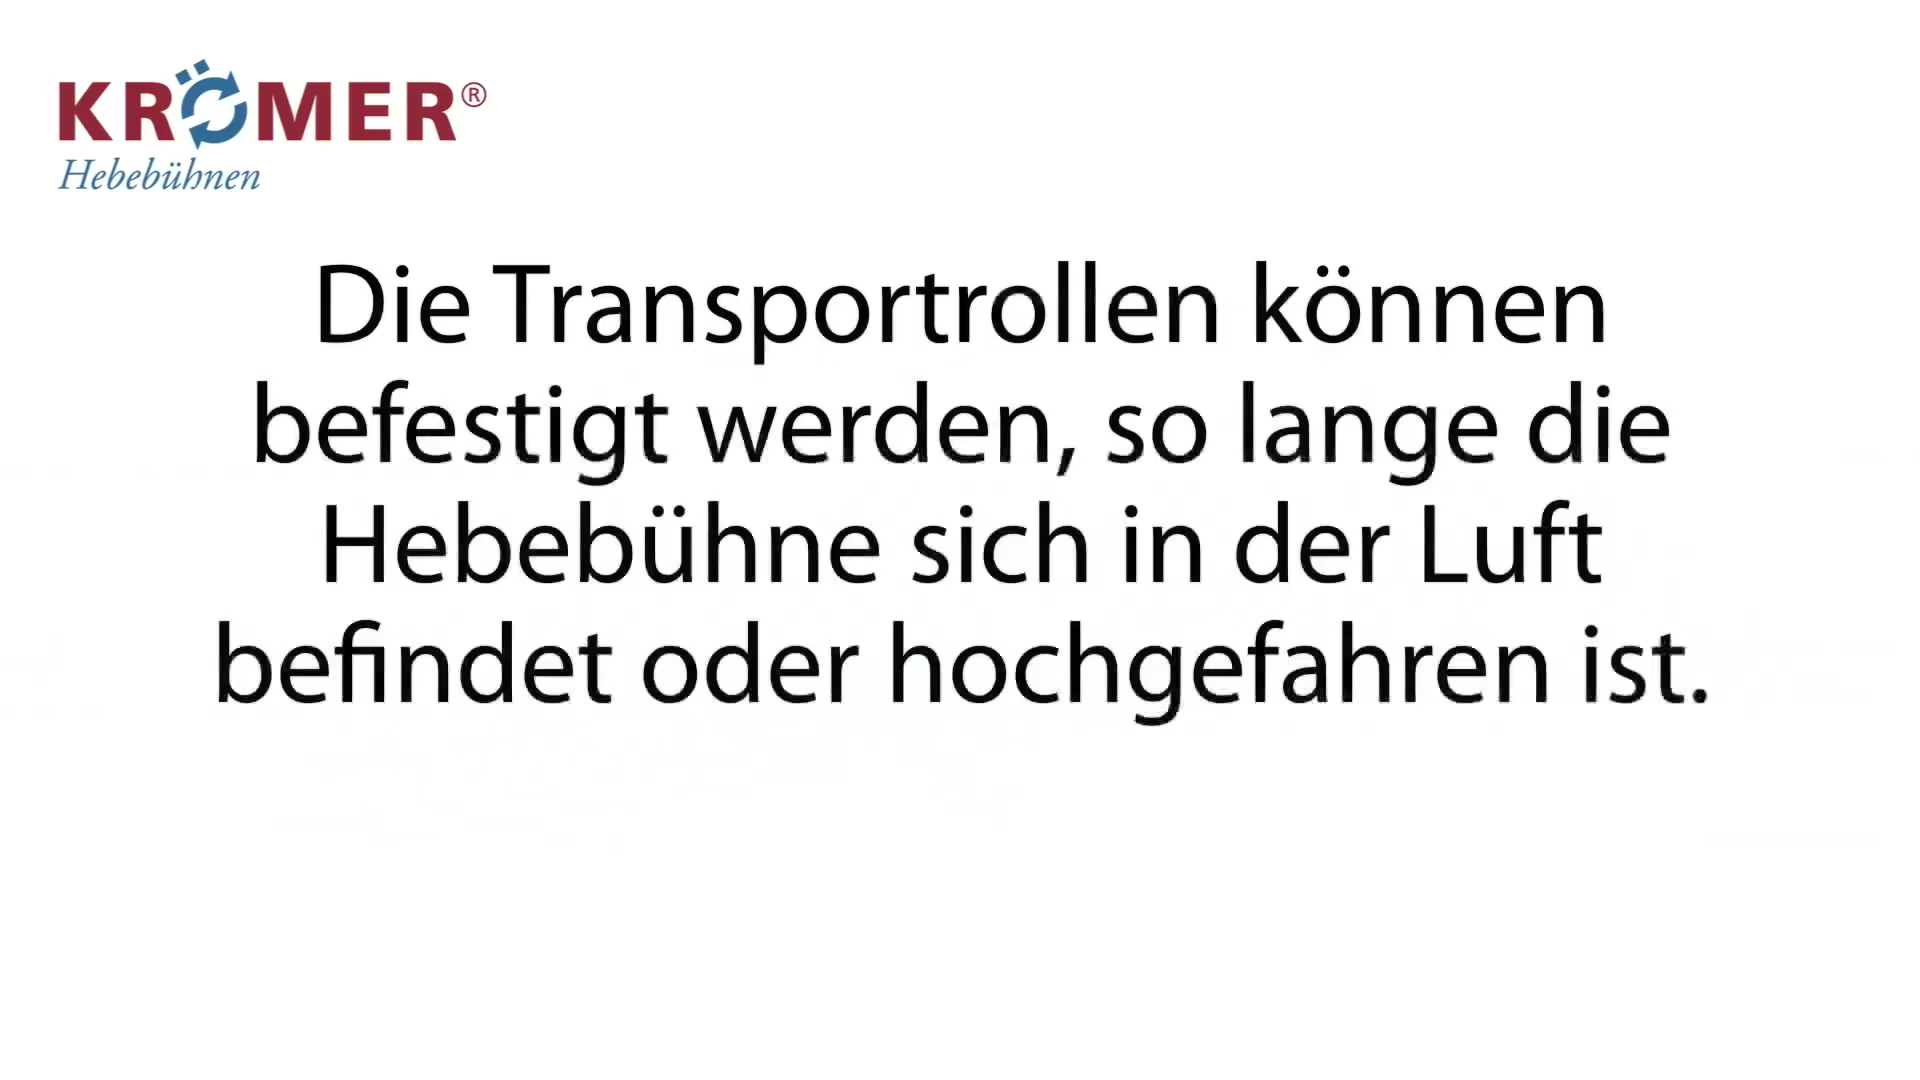 KRÖMER®
Hebebühnen
Die Transportrollen können
befestigt werden, so lange die
Hebebühne sich in der Luft
befindet oder hochgefahren ist.